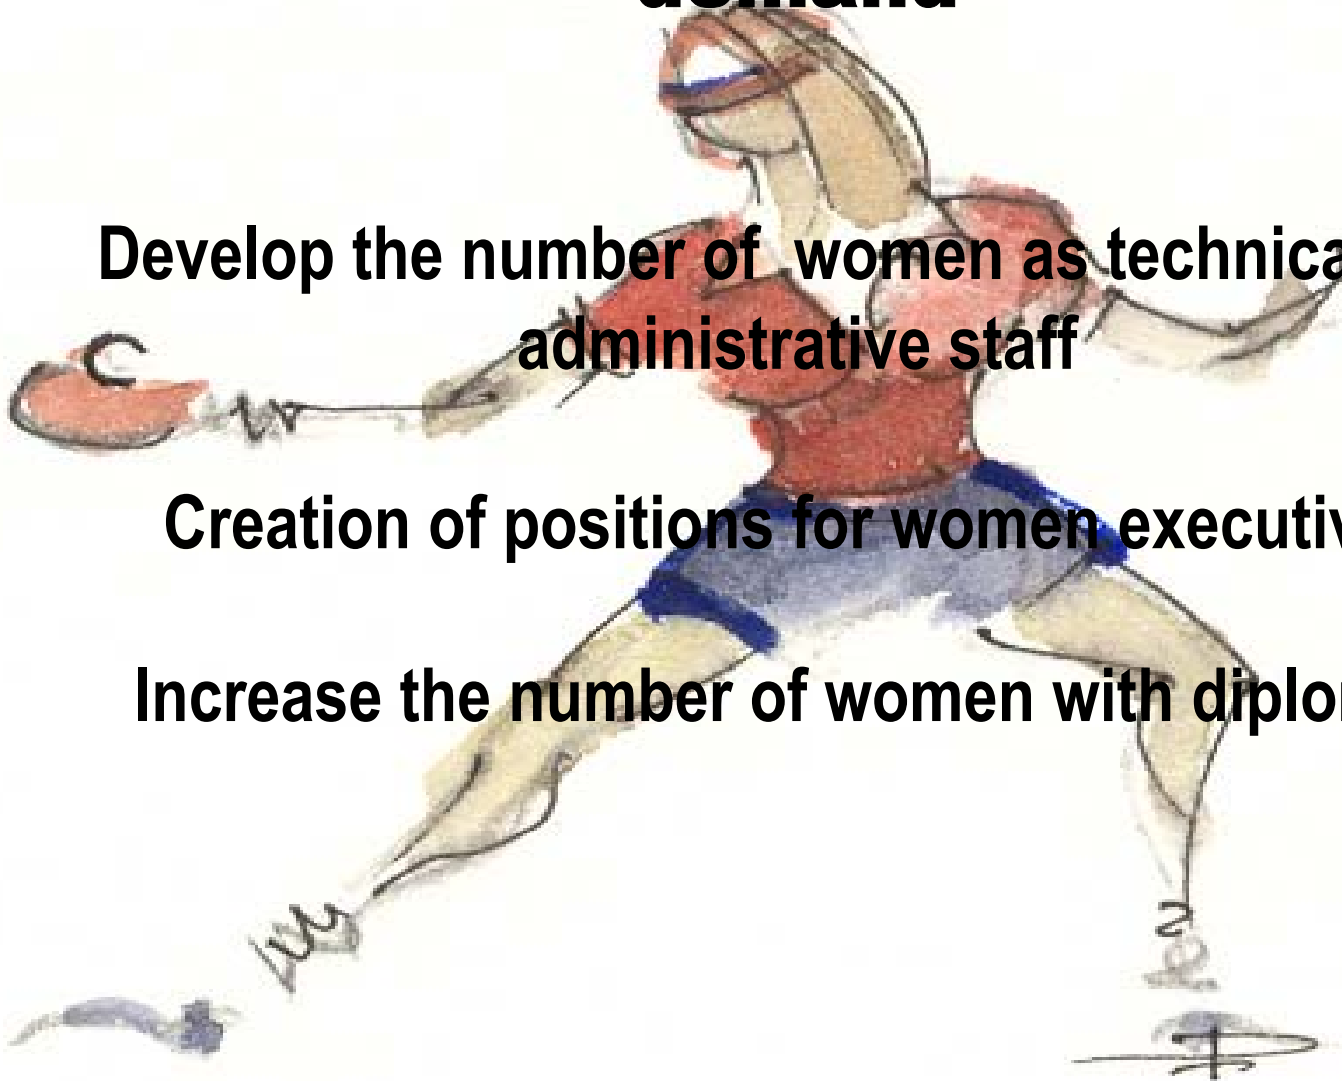 demand
Develop the number of  women as technica
administrative staff
Creation of positions for women executiv
Increase the number of women with diplo